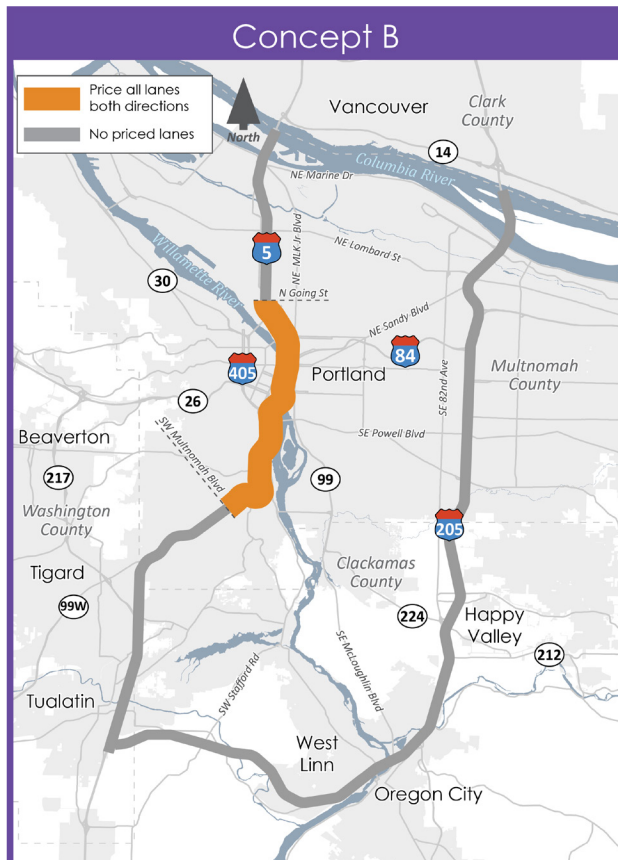 Concept B
Price all lanes
both directions
No priced lanes
North
Vancouver
Clark
County
14
Columbia River
NE Marine Dr
NE MLK Jr Blvd
NE Lombard St
5
Willamette River
30
N Going St
NE Sandy Blvd
84
405
Portland
SE 82nd Ave
Multnomah
County
26
SE Powell Blvd
Beaverton
SW Multnomah Blvd
217
99
Washington
County
205
Clackamas
County
Tigard
99W
224
Happy
Valley
212
SE McLoughlin Blvd
SW Stafford Rd
Tualatin
West
Linn
Oregon City